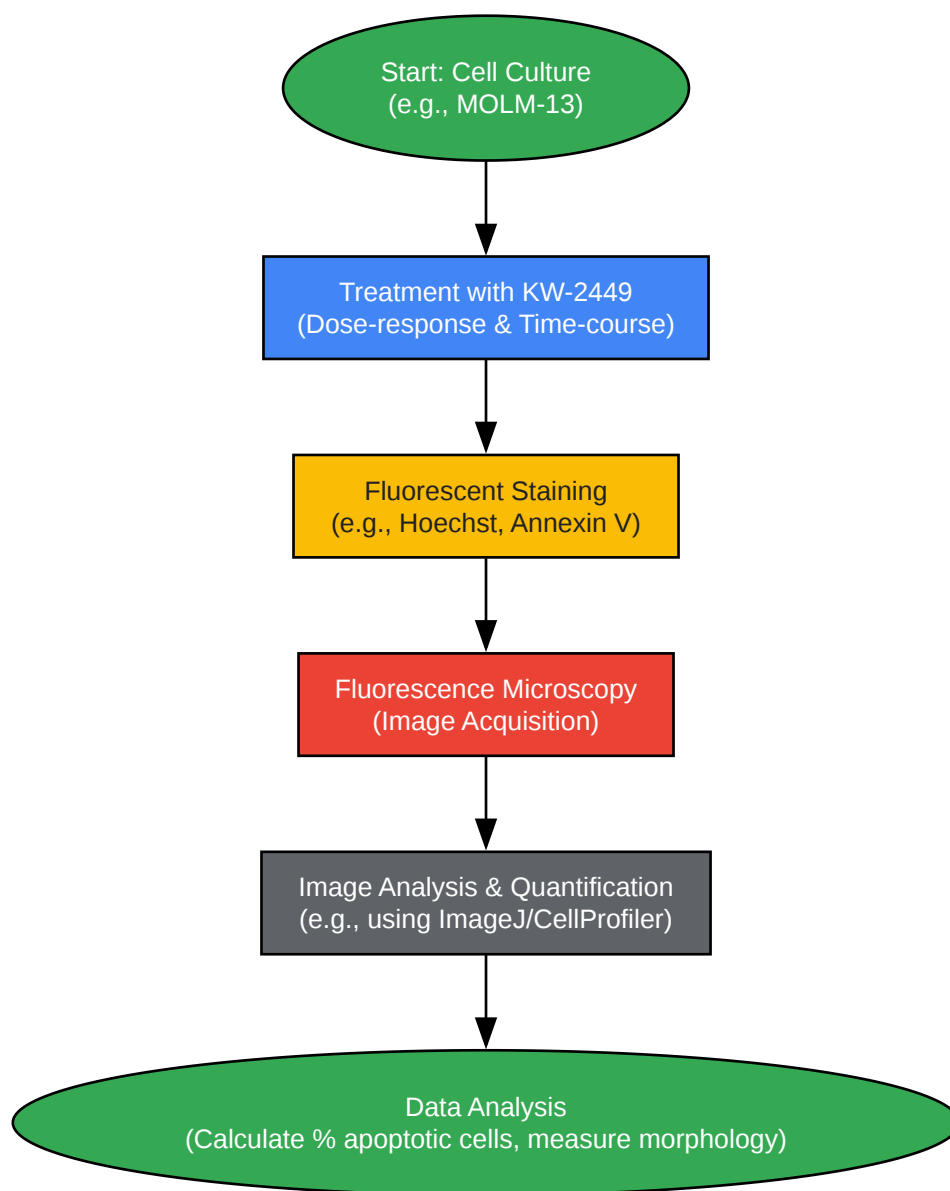 Start: Cell Culture
(e.g., MOLM-13)
Treatment with KW-2449
(Dose-response & Time-course)
Fluorescent Staining
(e.g., Hoechst, Annexin V)
Fluorescence Microscopy
(Image Acquisition)
Image Analysis & Quantification
(e.g., using ImageJ/CellProfiler)
Data Analysis
(Calculate % apoptotic cells, measure morphology)